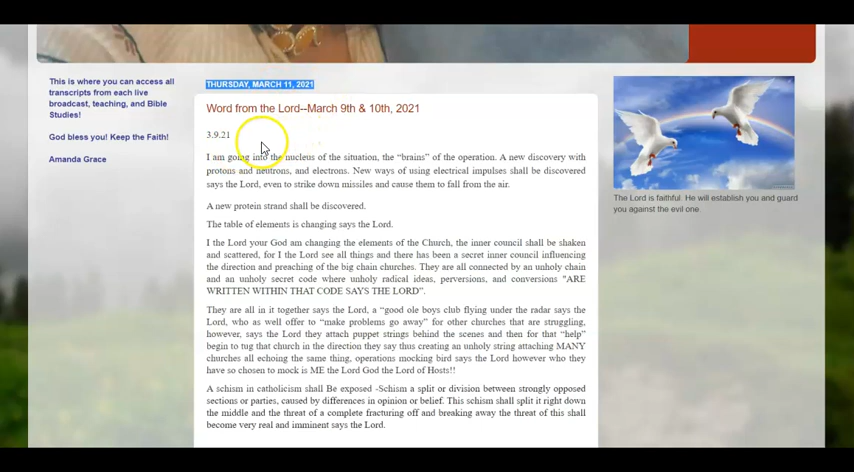 This is where you can access all
transcripts from each live
broadcast, teaching, and Bible
Studies!
God bless you! Keep the Faith!
Amanda Grace
THURSDAY, MARCH 11, 2021
Word from the Lord--March 9th & 10th, 2021
3.9.21
I am going into the nucleus of the situation, the “brains” of the operation. A new discovery with
protons and neutrons, and electrons. New ways of using electrical impulses shall be discovered
says the Lord, even to strike down missiles and cause them to fall from the air.
A new protein strand shall be discovered.
The table of elements is changing says the Lord.
I the Lord your God am changing the elements of the Church, the inner council shall be shaken
and scattered, for I the Lord see all things and there has been a secret inner council influencing
the direction and preaching of the big chain churches. They are all connected by an unholy chain
and an unholy secret code where unholy radical ideas, perversions, and conversions "ARE
WRITTEN WITHIN THAT CODE SAYS THE LORD”.
They are all in it together says the Lord, a “good ole boys club flying under the radar says the
Lord, who as well offer to “make problems go away” for other churches that are struggling,
however, says the Lord they attach puppet strings behind the scenes and then for that “help”
begin to tug that church in the direction they say thus creating an unholy string attaching MANY
churches all echoing the same thing, operations mocking bird says the Lord however who they
have so chosen to mock is ME the Lord God the Lord of Hosts!!
A schism in catholicism shall Be exposed -Schism a split or division between strongly opposed
sections or parties, caused by differences in opinion or belief. This schism shall split it right down
the middle and the threat of a complete fracturing off and breaking away the threat of this shall
become very real and imminent says the Lord.
The Lord is faithful. He will establish you and guard
you against the evil one.